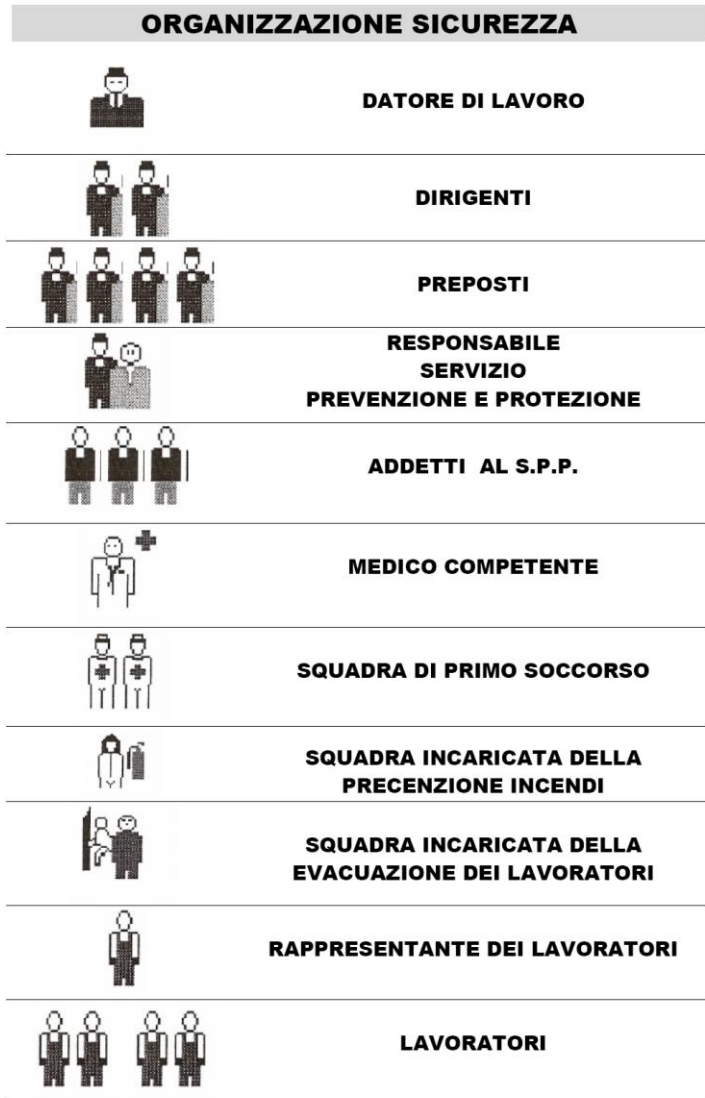 ORGANIZZAZIONE SICUREZZA
DATORE DI LAVORO
DIRIGENTI
PREPOSTI
RESPONSABILE
SERVIZIO
PREVENZIONE E PROTEZIONE
ADDETTI AL S.P.P.
MEDICO COMPETENTE
SQUADRA DI PRIMO SOCCORSO
SQUADRA INCARICATA DELLA
PRECENZIONE INCENDI
SQUADRA INCARICATA DELLA
EVACUAZIONE DEI LAVORATORI
RAPPRESENTANTE DEI LAVORATORI
LAVORATORI